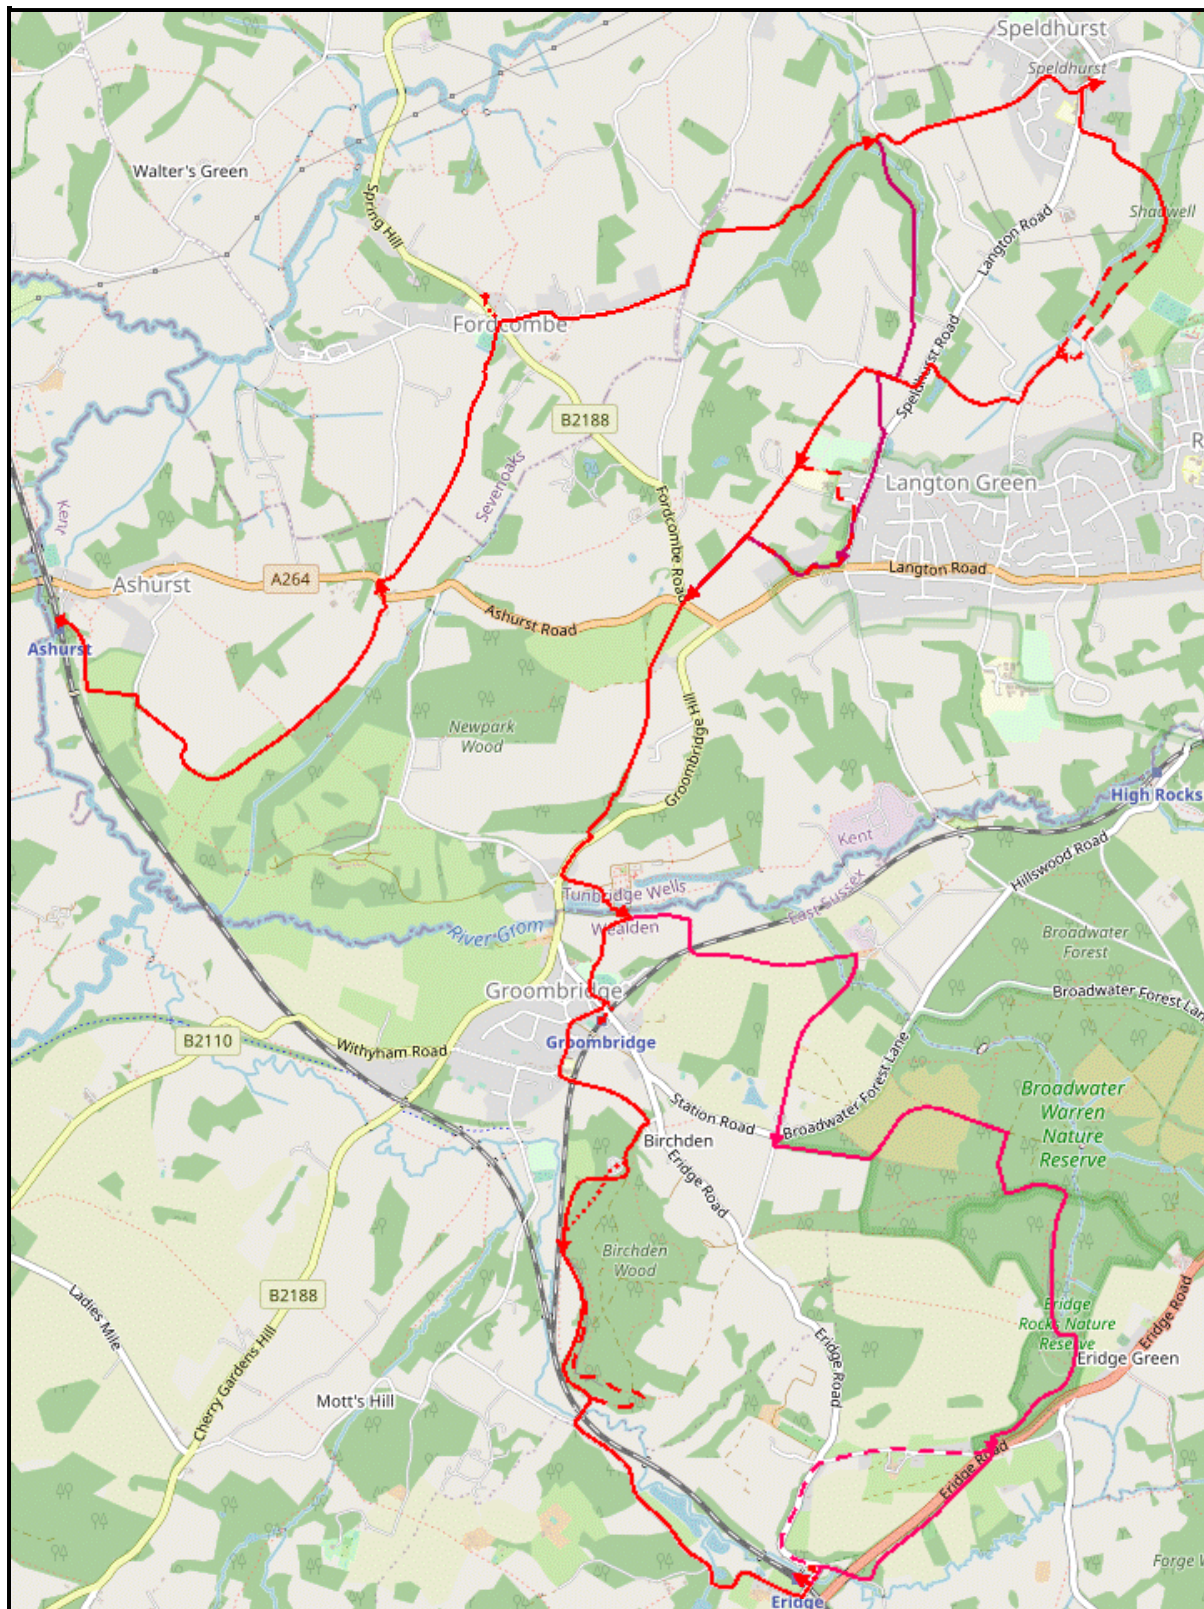 Speldhurst
Speldhurst
Walter's Green
Spring Hill
Shadwell
Langton Road
Fordcombe
Speldhurst Road
B2188
R
Sevenoaks
Langton Green
Kent
Fordcombe Road
Langton Road
A264
Ashurst
Ashurst Road
Ashurst
Newpark
Wood
Groombridge Hill
High Rocks
Kent
Hillswood Road
Tunbridge Wells
East Sussex
River Grom
Wealden
Broadwater
Forest
Groombridge
Broadwater Forest Lan
B2110
Groombridge
Withyham Road
Broadwater Forest Lane
Station Road
Broadwater
Warren
Nature
Reserve
Birchden
Eridge Road
Birchden
Wood
B2188
Ladies Mile
Eridge
Rocks Nature
Reserve
Eridge Road
Eridge Road
Eridge Green
Cherry Gardens Hill
Mott's Hill
Eridge Road
Forge W
Eridge